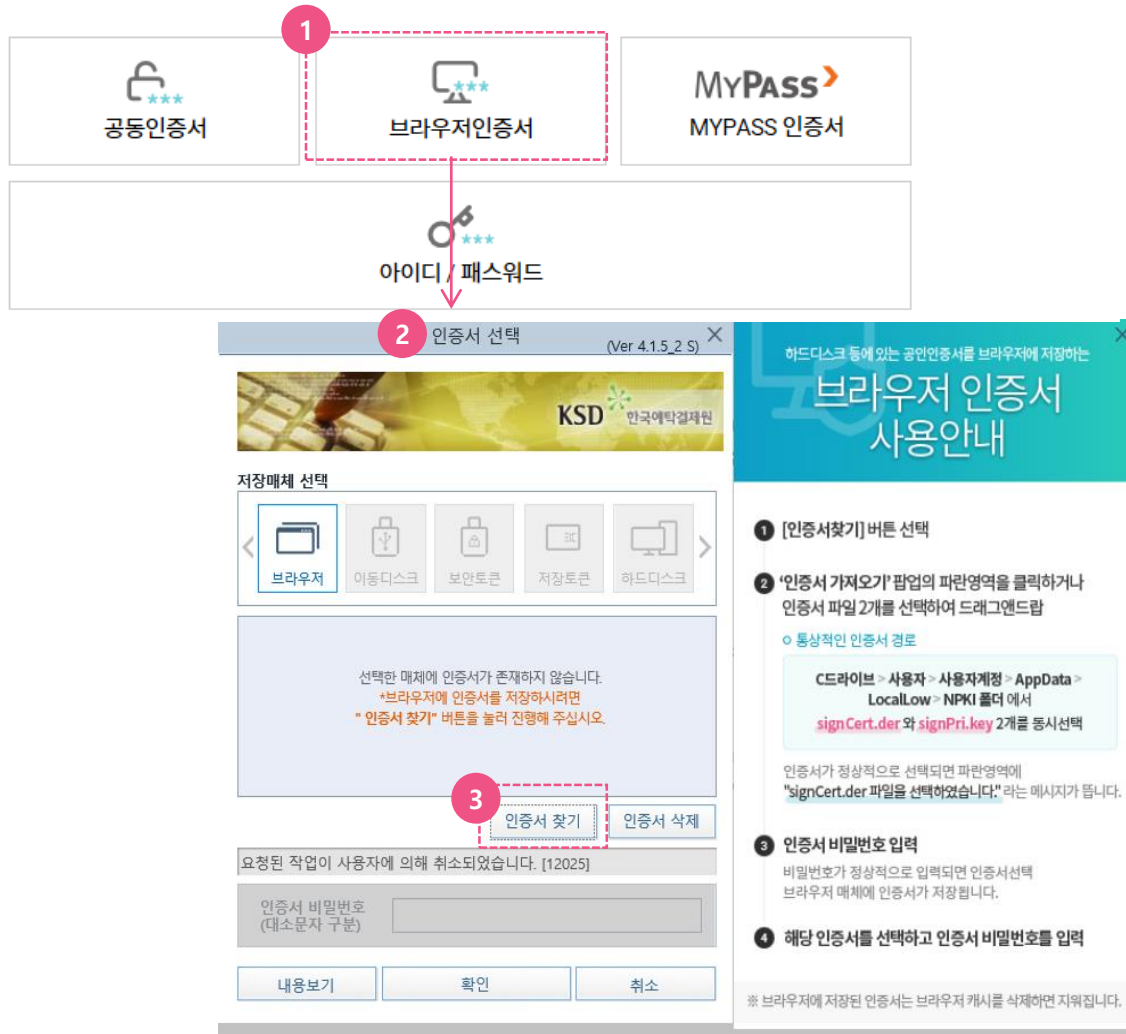 1
***
공동인증서
***
브라우저인증서
MYPASS
MYPASS 인증서
***
아이디 / 패스워드
2
인증서 선택
(Ver 4.1.5_2 S)
KSD 한국예탁결제원
저장매체 선택
브라우저
이동디스크
보안토큰
저장토큰
하드디스크
선택한 매체에 인증서가 존재하지 않습니다.
*브라우저에 인증서를 저장하시려면
" 인증서 찾기" 버튼을 눌러 진행해 주십시오.
3
인증서 찾기
인증서 삭제
요청된 작업이 사용자에 의해 취소되었습니다. [12025]
인증서 비밀번호
(대소문자 구분)
내용보기
확인
취소
하드디스크 등에 있는 공인인증서를 브라우저에 저장하는
브라우저 인증서
사용안내
1 [인증서찾기] 버튼 선택
2 '인증서 가져오기' 팝업의 파란영역을 클릭하거나
인증서 파일 2개를 선택하여 드래그앤드랍
통상적인 인증서 경로
C드라이브 > 사용자 > 사용자계정 > AppData >
LocalLow > NPKI 폴더 에서
signCert.der 와 signPri.key 2개를 동시선택
인증서가 정상적으로 선택되면 파란영역에
"signCert.der 파일을 선택하였습니다." 라는 메시지가 뜹니다.
3 인증서 비밀번호 입력
비밀번호가 정상적으로 입력되면 인증서선택
브라우저 매체에 인증서가 저장됩니다.
4 해당 인증서를 선택하고 인증서 비밀번호를 입력
※ 브라우저에 저장된 인증서는 브라우저 캐시를 삭제하면 지워집니다.